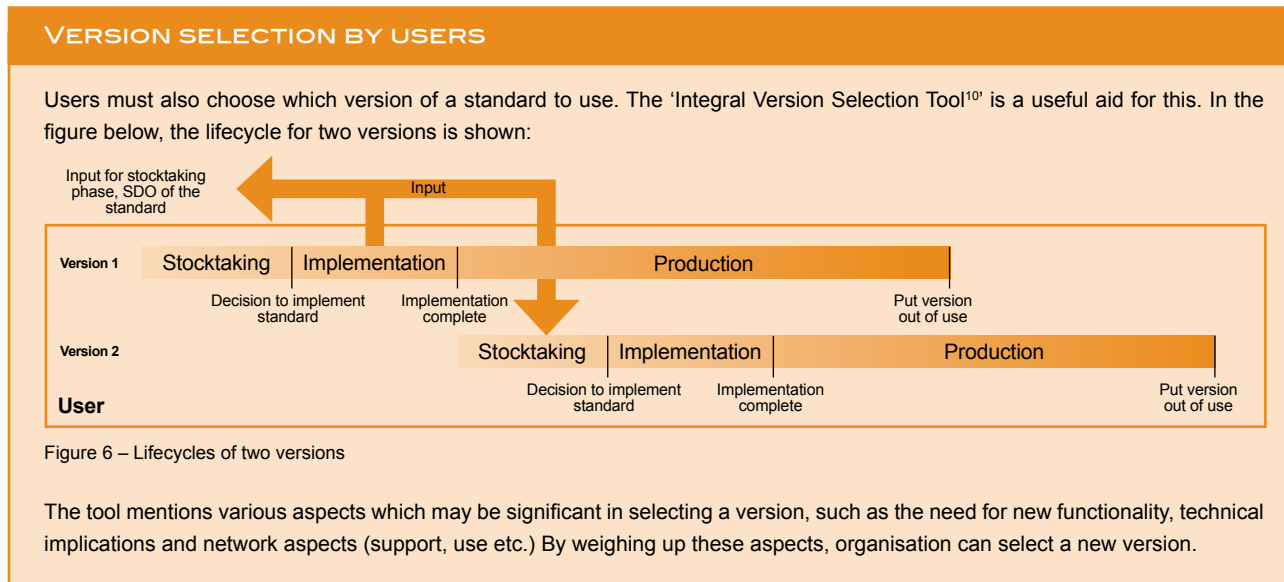 Version selection by users
Users must also choose which version of a standard to use. The ‘Integral Version Selection Tool¹⁰’ is a useful aid for this. In the
figure below, the lifecycle for two versions is shown:
Input for stocktaking
phase, SDO of the
standard
Input
Version 1
Stocktaking
Implementation
Production
Decision to implement
standard
Implementation
complete
Put version
out of use
Version 2
Stocktaking
Implementation
Production
Decision to implement
standard
Implementation
complete
Put version
out of use
User
Figure 6 – Lifecycles of two versions
The tool mentions various aspects which may be significant in selecting a version, such as the need for new functionality, technical
implications and network aspects (support, use etc.) By weighing up these aspects, organisation can select a new version.